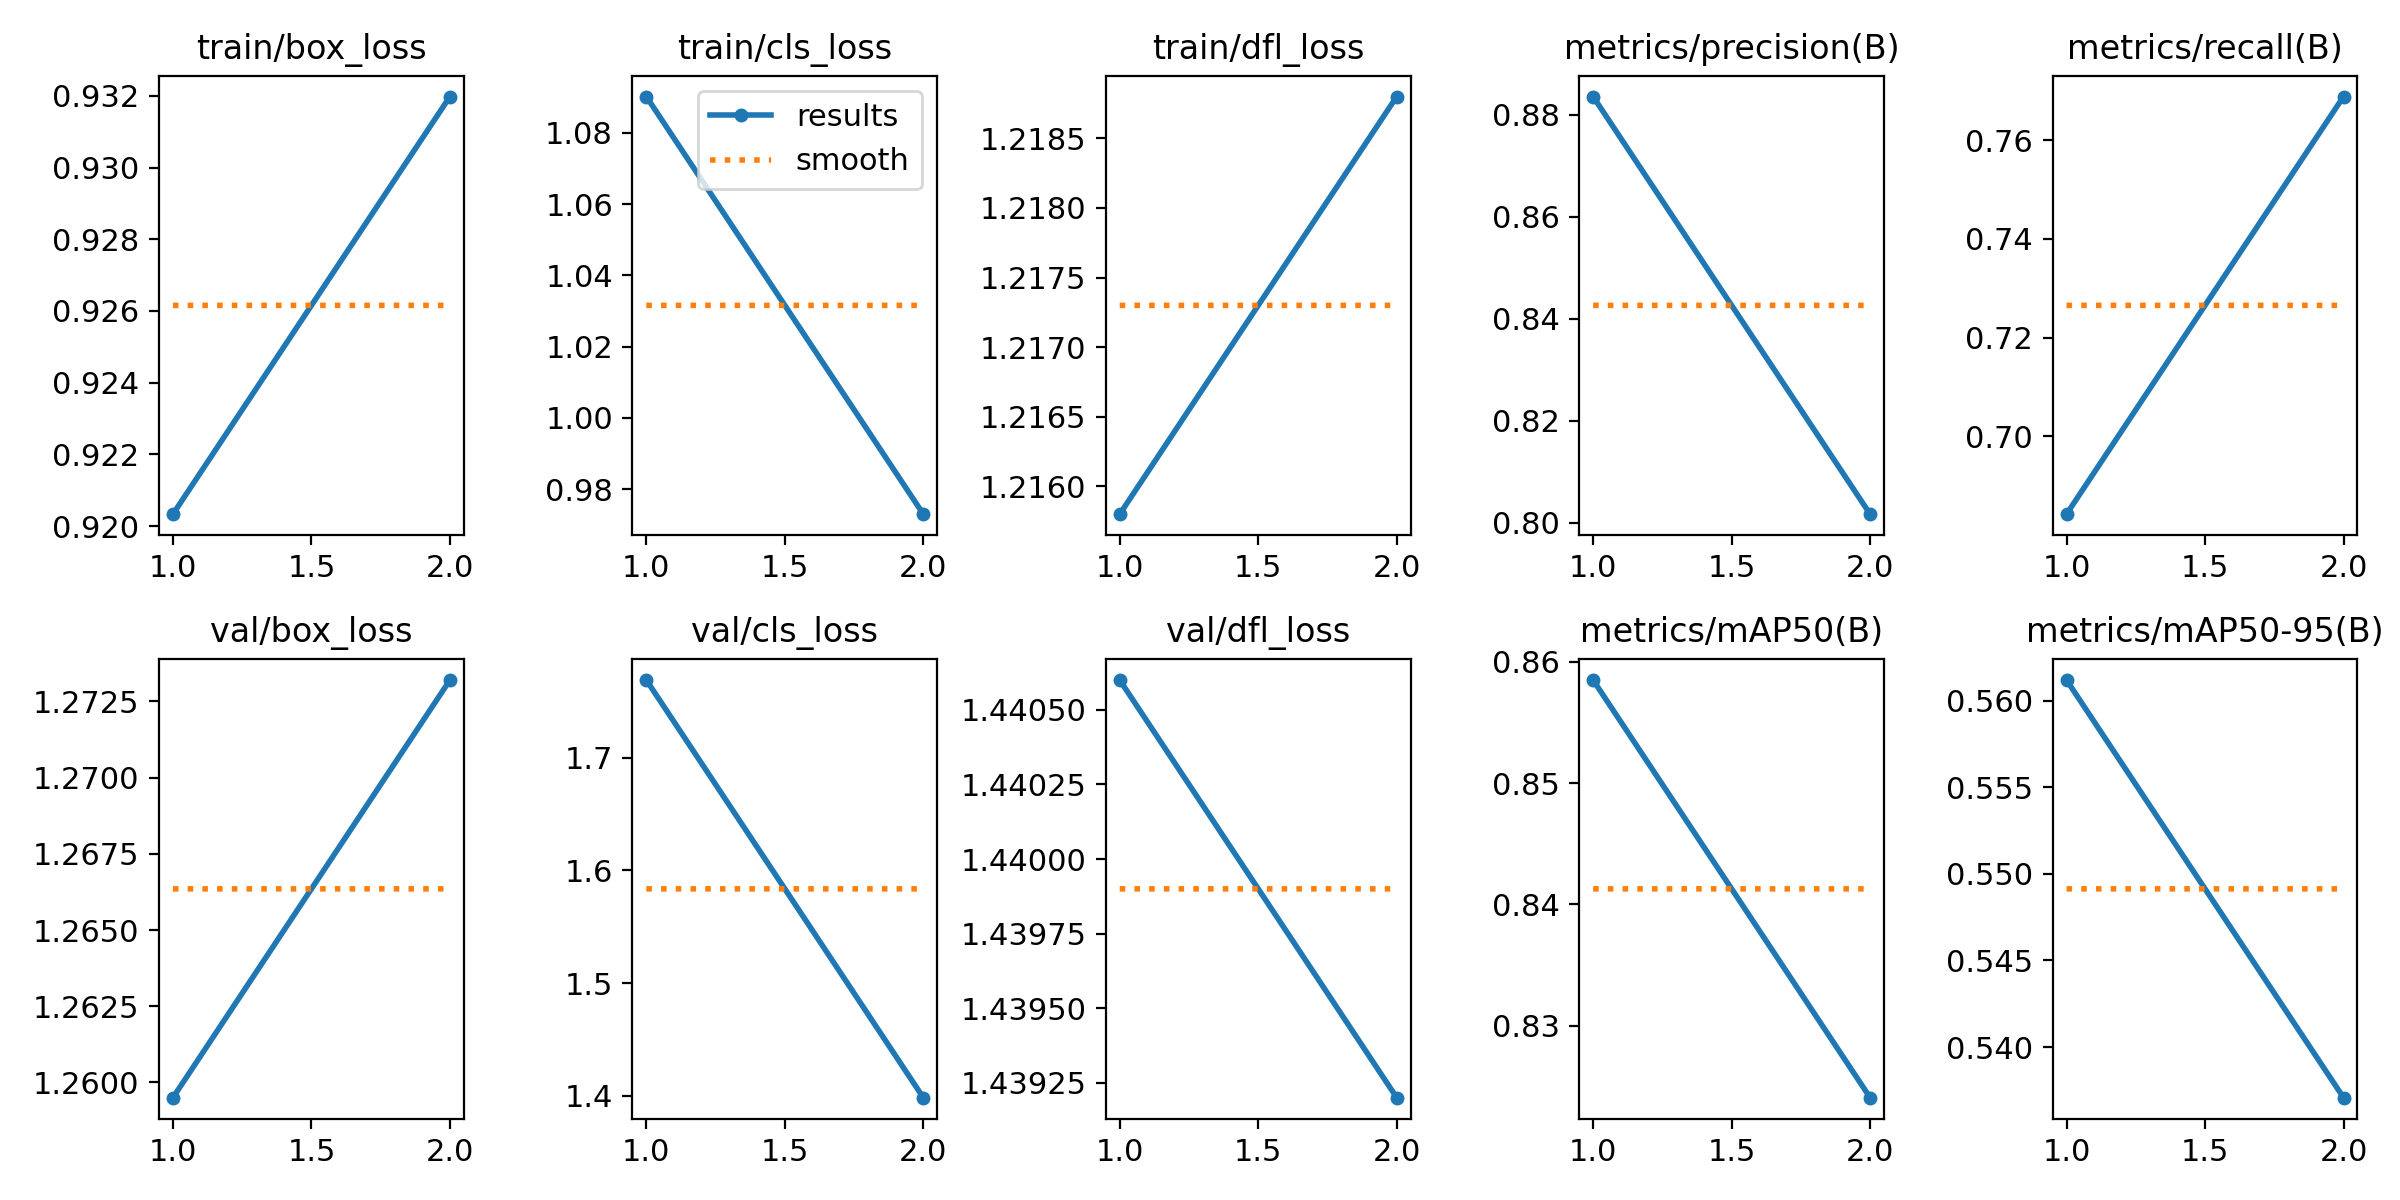 train/box_loss
0.932
0.930
0.928
0.926
0.924
0.922
0.920
1.0 1.5 2.0
train/cls_loss
results
smooth
1.08
1.06
1.04
1.02
1.00
0.98
1.0 1.5 2.0
train/dfl_loss
1.2185
1.2180
1.2175
1.2170
1.2165
1.2160
1.0 1.5 2.0
metrics/precision(B)
0.88
0.86
0.84
0.82
0.80
1.0 1.5 2.0
metrics/recall(B)
0.76
0.74
0.72
0.70
1.0 1.5 2.0
val/box_loss
1.2725
1.2700
1.2675
1.2650
1.2625
1.2600
1.0 1.5 2.0
val/cls_loss
1.7
1.6
1.5
1.4
1.0 1.5 2.0
val/dfl_loss
1.44050
1.44025
1.44000
1.43975
1.43950
1.43925
1.0 1.5 2.0
metrics/mAP50(B)
0.86
0.85
0.84
0.83
1.0 1.5 2.0
metrics/mAP50-95(B)
0.560
0.555
0.550
0.545
0.540
1.0 1.5 2.0